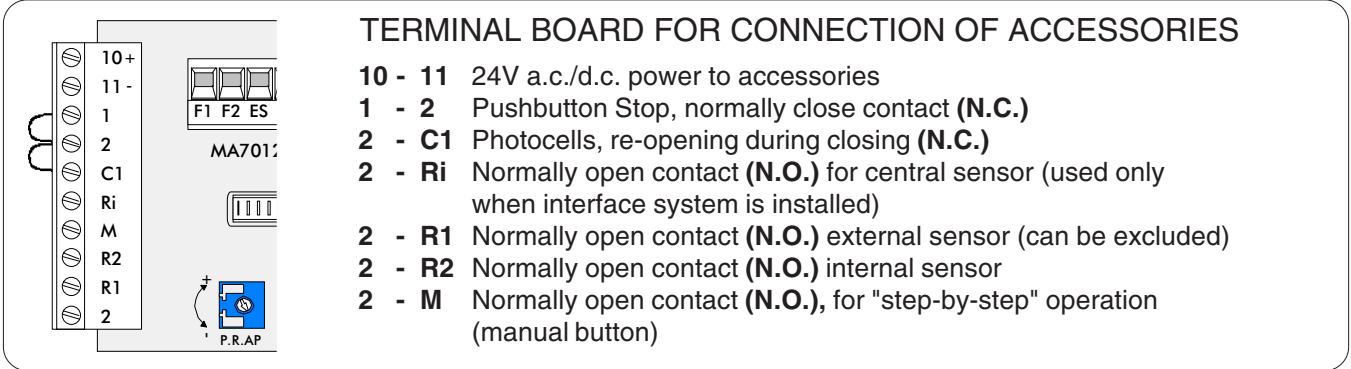 TERMINAL BOARD FOR CONNECTION OF ACCESSORIES
10 - 11 24V a.c./d.c. power to accessories
1 - 2 Pushbutton Stop, normally close contact (N.C.)
2 - C1 Photocells, re-opening during closing (N.C.)
2 - Ri Normally open contact (N.O.) for central sensor (used only
when interface system is installed)
2 - R1 Normally open contact (N.O.) external sensor (can be excluded)
2 - R2 Normally open contact (N.O.) internal sensor
2 - M Normally open contact (N.O.), for "step-by-step" operation
(manual button)
10 +
11 -
1
2
C1
Ri
M
R2
R1
2
F1 F2 ES
MA7012
+
-
P.R.AP